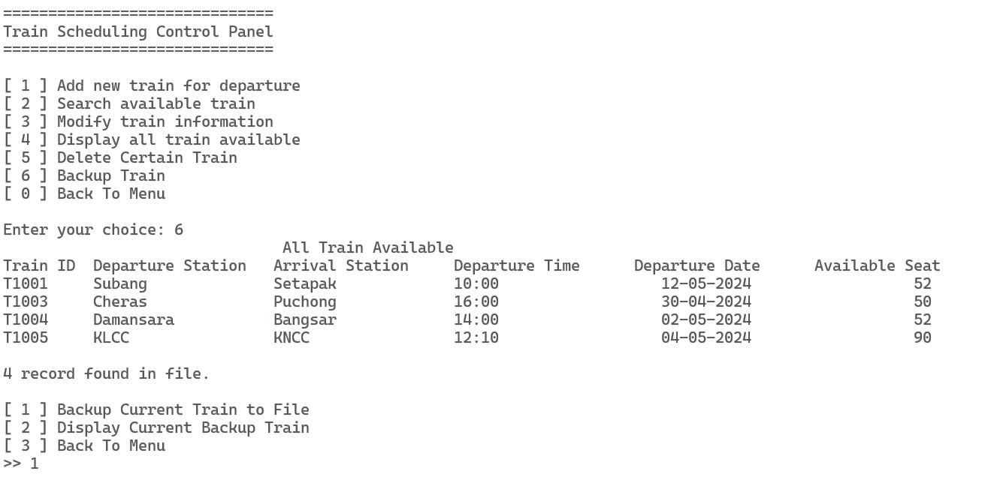 ==============================
Train Scheduling Control Panel
==============================
[ 1 ] Add new train for departure
[ 2 ] Search available train
[ 3 ] Modify train information
[ 4 ] Display all train available
[ 5 ] Delete Certain Train
[ 6 ] Backup Train
[ 0 ] Back To Menu
Enter your choice: 6
All Train Available
Train ID  Departure Station   Arrival Station     Departure Time      Departure Date      Available Seat
T1001     Subang              Setapak             10:00                  12-05-2024                  52
T1003     Cheras              Puchong             16:00                  30-04-2024                  50
T1004     Damansara           Bangsar             14:00                  02-05-2024                  52
T1005     KLCC                KNCC                12:10                  04-05-2024                  90
4 record found in file.
[ 1 ] Backup Current Train to File
[ 2 ] Display Current Backup Train
[ 3 ] Back To Menu
>> 1